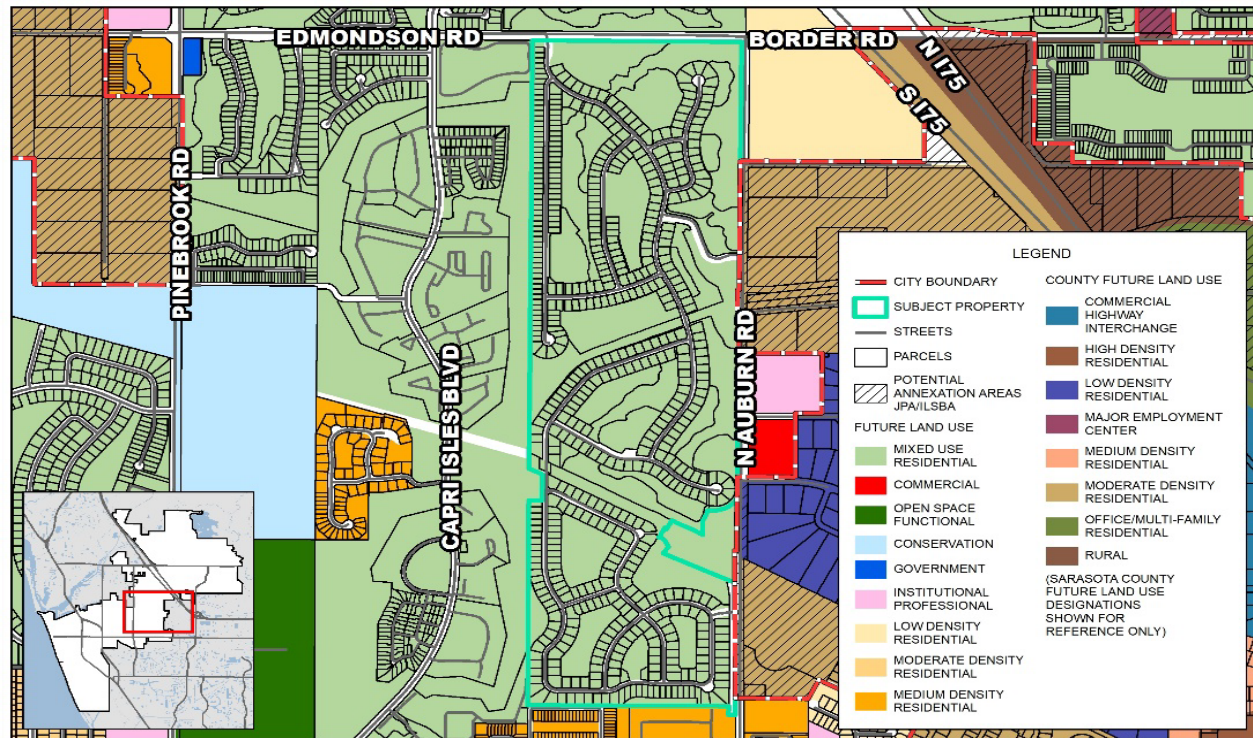 EDMONDSON RD
BORDER RD
N I75
S I75
PINEBROOK RD
CAPRI ISLES BLVD
N AUBURN RD
LEGEND
CITY BOUNDARY
SUBJECT PROPERTY
STREETS
PARCELS
POTENTIAL
ANNEXATION AREAS
JPA/ILSBA
FUTURE LAND USE
MIXED USE
RESIDENTIAL
COMMERCIAL
OPEN SPACE
FUNCTIONAL
CONSERVATION
GOVERNMENT
INSTITUTIONAL
PROFESSIONAL
LOW DENSITY
RESIDENTIAL
MODERATE DENSITY
RESIDENTIAL
MEDIUM DENSITY
RESIDENTIAL
COUNTY FUTURE LAND USE
COMMERCIAL
HIGHWAY
INTERCHANGE
HIGH DENSITY
RESIDENTIAL
LOW DENSITY
RESIDENTIAL
MAJOR EMPLOYMENT
CENTER
MEDIUM DENSITY
RESIDENTIAL
MODERATE DENSITY
RESIDENTIAL
OFFICE/MULTI-FAMILY
RESIDENTIAL
RURAL
(SARASOTA COUNTY
FUTURE LAND USE
DESIGNATIONS
SHOWN FOR
REFERENCE ONLY)